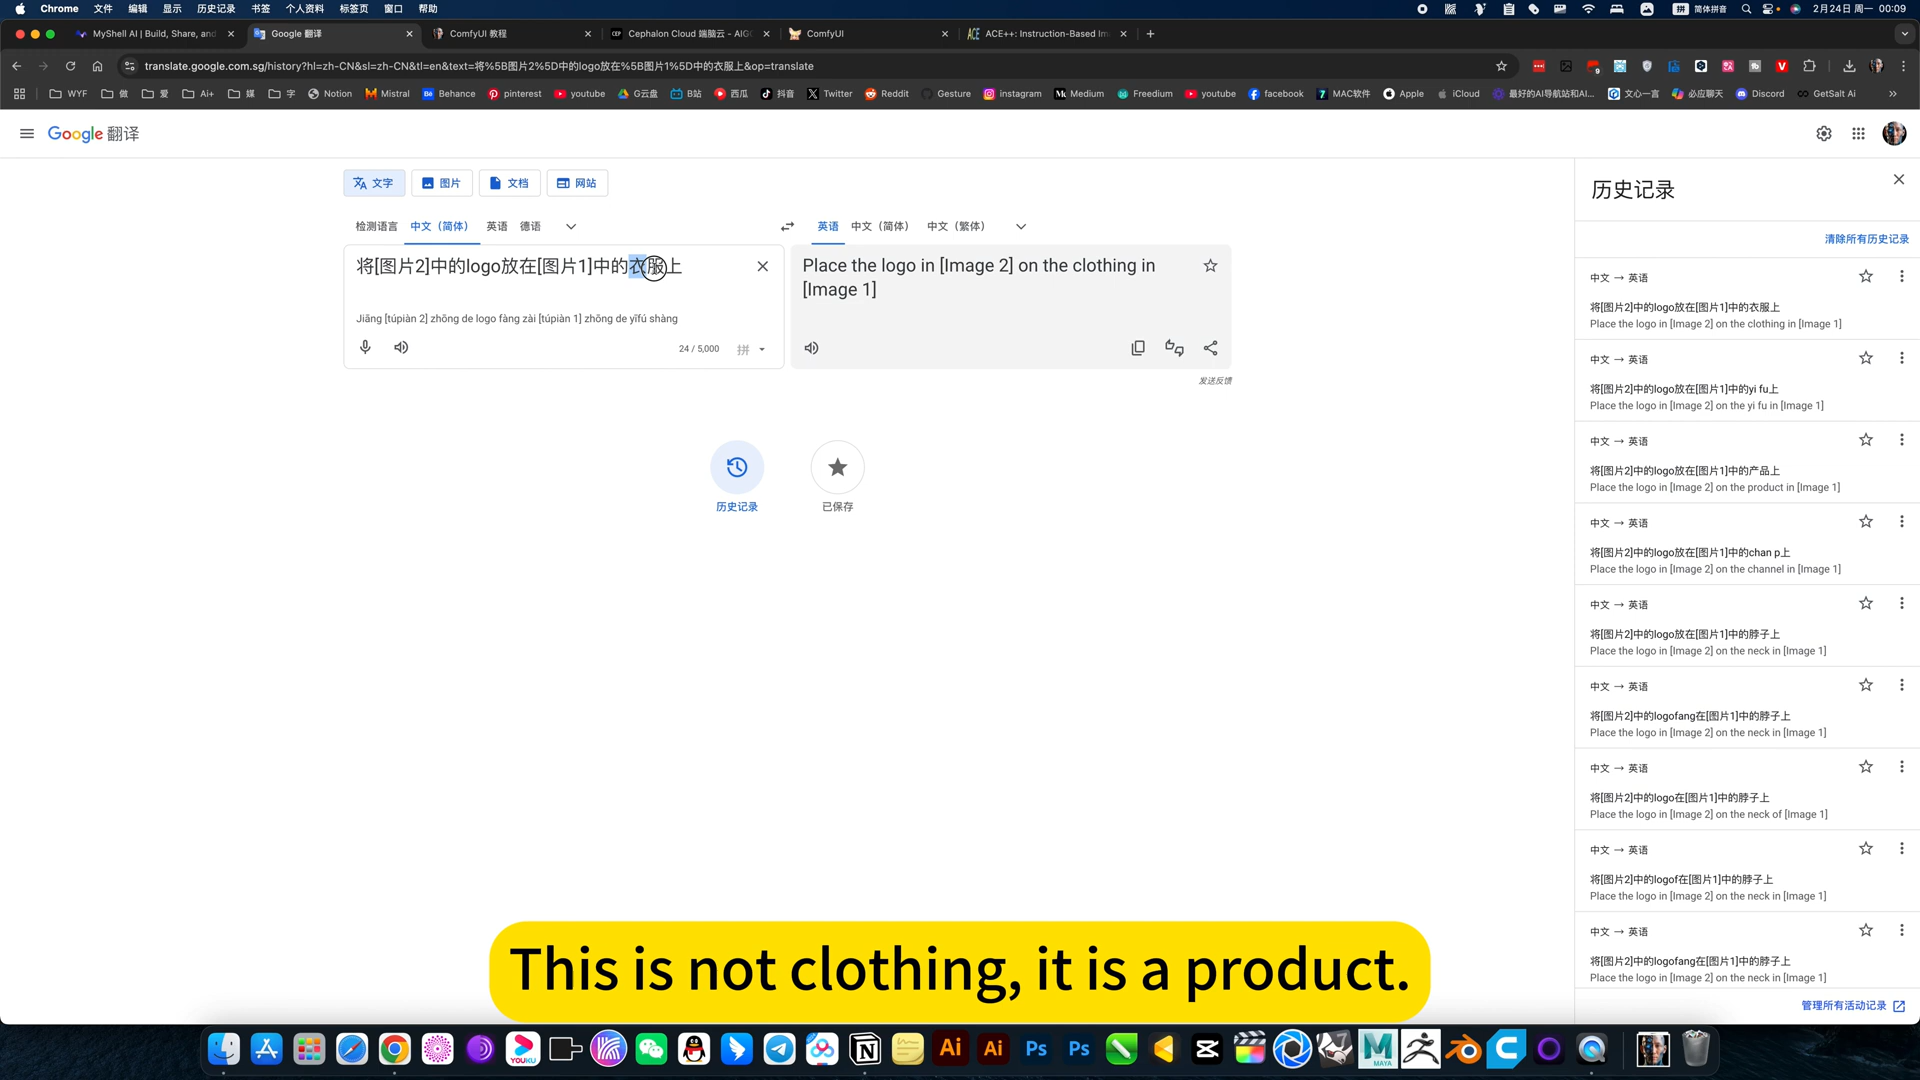 Chrome 文件 编辑 显示 历史记录 书签 个人资料 标签页 窗口 帮助
简体拼音 2月24日 周一 00:09
MyShell AI | Build, Share, and
Google 翻译
ComfyUI 教程
Cephalon Cloud 端脑云 - AIGC
ComfyUI
ACE++: Instruction-Based Im
translate.google.com.sg/history?hl=zh-CN&sl=zh-CN&tl=en&text=将%5B图片2%5D中的logo放在%5B图片1%5D中的衣服上&op=translate
WYF 做 爱 Ai+ 媒 字 Notion Mistral Behance pinterest youtube G云盘 B站 西瓜 抖音 Twitter Reddit Gesture instagram Medium Freedium youtube facebook MAC软件 Apple iCloud 最好的AI导航站和AI... 文心一言 必应聊天 Discord GetSalt Ai
Google 翻译
文字 图片 文档 网站
检测语言 中文（简体） 英语 德语
英语 中文（简体） 中文（繁体）
将[图片2]中的logo放在[图片1]中的衣服上
Jiāng [túpiàn 2] zhōng de logo fàng zài [túpiàn 1] zhōng de yīfú shàng
24 / 5,000
拼
Place the logo in [Image 2] on the clothing in
[Image 1]
发送反馈
历史记录
已保存
历史记录
清除所有历史记录
中文 → 英语
将[图片2]中的logo放在[图片1]中的衣服上
Place the logo in [Image 2] on the clothing in [Image 1]
中文 → 英语
将[图片2]中的logo放在[图片1]中的yi fu上
Place the logo in [Image 2] on the yi fu in [Image 1]
中文 → 英语
将[图片2]中的logo放在[图片1]中的产品上
Place the logo in [Image 2] on the product in [Image 1]
中文 → 英语
将[图片2]中的logo放在[图片1]中的chan p上
Place the logo in [Image 2] on the channel in [Image 1]
中文 → 英语
将[图片2]中的logo放在[图片1]中的脖子上
Place the logo in [Image 2] on the neck in [Image 1]
中文 → 英语
将[图片2]中的logofang在[图片1]中的脖子上
Place the logo in [Image 2] on the neck in [Image 1]
中文 → 英语
将[图片2]中的logo在[图片1]中的脖子上
Place the logo in [Image 2] on the neck of [Image 1]
中文 → 英语
将[图片2]中的logof在[图片1]中的脖子上
Place the logo in [Image 2] on the neck in [Image 1]
中文 → 英语
将[图片2]中的logofang在[图片1]中的脖子上
Place the logo in [Image 2] on the neck in [Image 1]
管理所有活动记录
This is not clothing, it is a product.
YOUKU
Ai Ai Ps Ps
MAYA